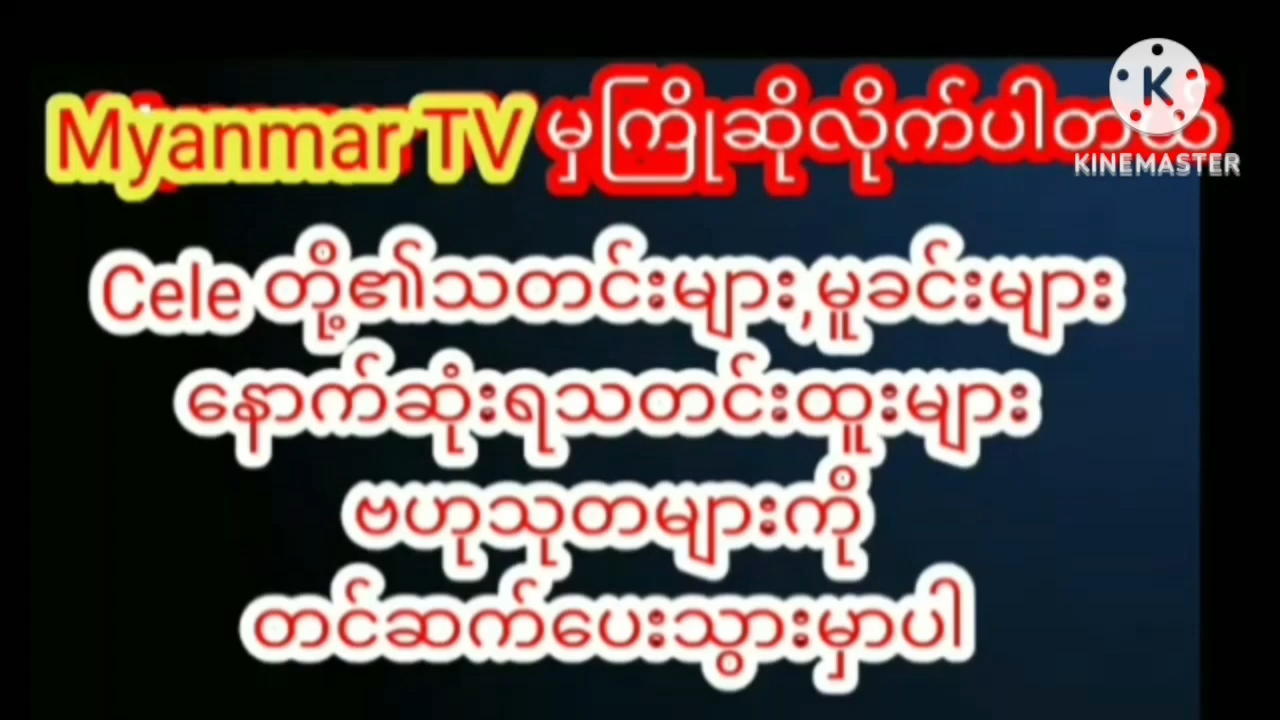 Myanmar TV မှကြိုဆိုလိုက်ပါတယ်
KINEMASTER
Cele တို့၏သတင်းများ,မူခင်းများ
နောက်ဆုံးရသတင်းထူးများ
ဗဟုသုတများကို
တင်ဆက်ပေးသွားမှာပါ